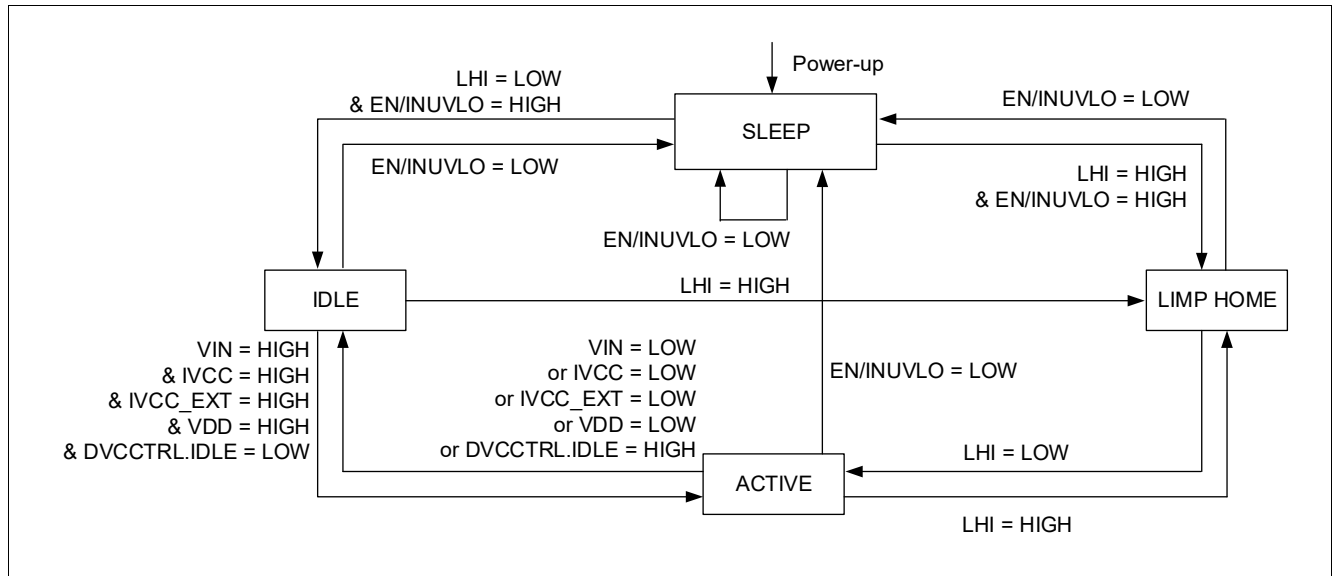 Power-up
LHI = LOW
& EN/INUVLO = HIGH
EN/INUVLO = LOW
SLEEP
EN/INUVLO = LOW
LHI = HIGH
& EN/INUVLO = HIGH
EN/INUVLO = LOW
IDLE
LHI = HIGH
LIMP HOME
VIN = HIGH
& IVCC = HIGH
& IVCC_EXT = HIGH
& VDD = HIGH
& DVCCTRL.IDLE = LOW
VIN = LOW
or IVCC = LOW
or IVCC_EXT = LOW
or VDD = LOW
or DVCCTRL.IDLE = HIGH
EN/INUVLO = LOW
LHI = LOW
ACTIVE
LHI = HIGH